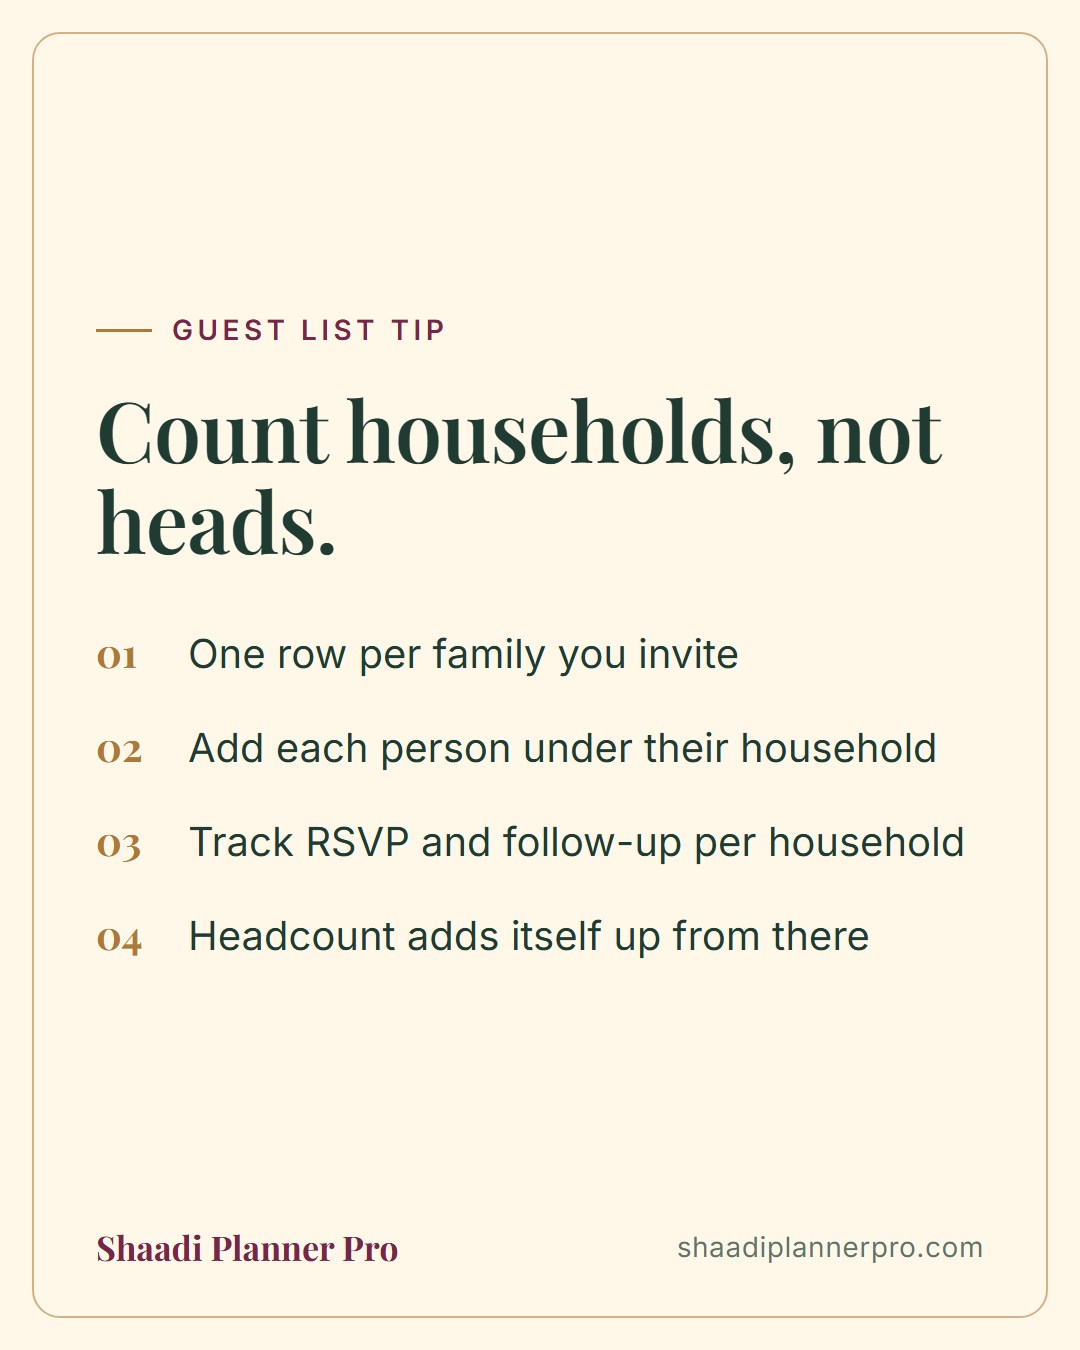 GUEST LIST TIP
Count households, not
heads.
01 One row per family you invite
02 Add each person under their household
03 Track RSVP and follow-up per household
04 Headcount adds itself up from there
Shaadi Planner Pro
shaadiplannerpro.com